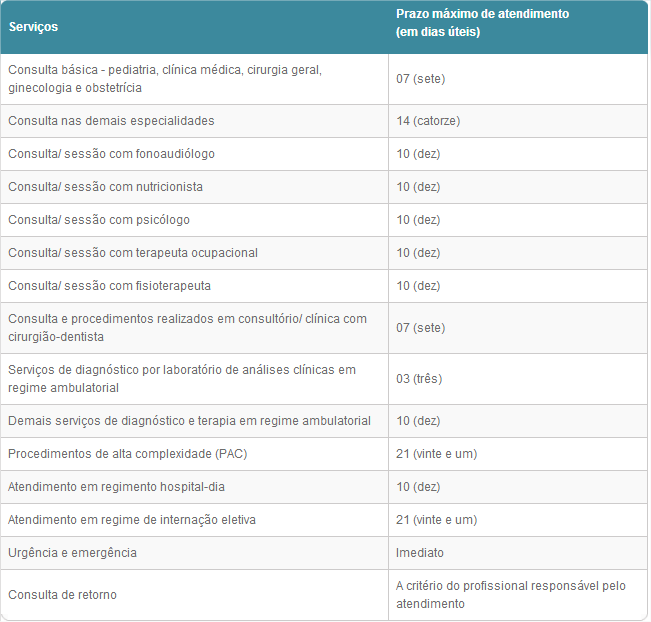 Serviços
Prazo máximo de atendimento
(em dias úteis)
Consulta básica - pediatria, clínica médica, cirurgia geral,
ginecologia e obstetrícia
07 (sete)
Consulta nas demais especialidades
14 (catorze)
Consulta/ sessão com fonoaudiólogo
10 (dez)
Consulta/ sessão com nutricionista
10 (dez)
Consulta/ sessão com psicólogo
10 (dez)
Consulta/ sessão com terapeuta ocupacional
10 (dez)
Consulta/ sessão com fisioterapeuta
10 (dez)
Consulta e procedimentos realizados em consultório/ clínica com
cirurgião-dentista
07 (sete)
Serviços de diagnóstico por laboratório de análises clínicas em
regime ambulatorial
03 (três)
Demais serviços de diagnóstico e terapia em regime ambulatorial
10 (dez)
Procedimentos de alta complexidade (PAC)
21 (vinte e um)
Atendimento em regimento hospital-dia
10 (dez)
Atendimento em regime de internação eletiva
21 (vinte e um)
Urgência e emergência
Imediato
Consulta de retorno
A critério do profissional responsável pelo
atendimento